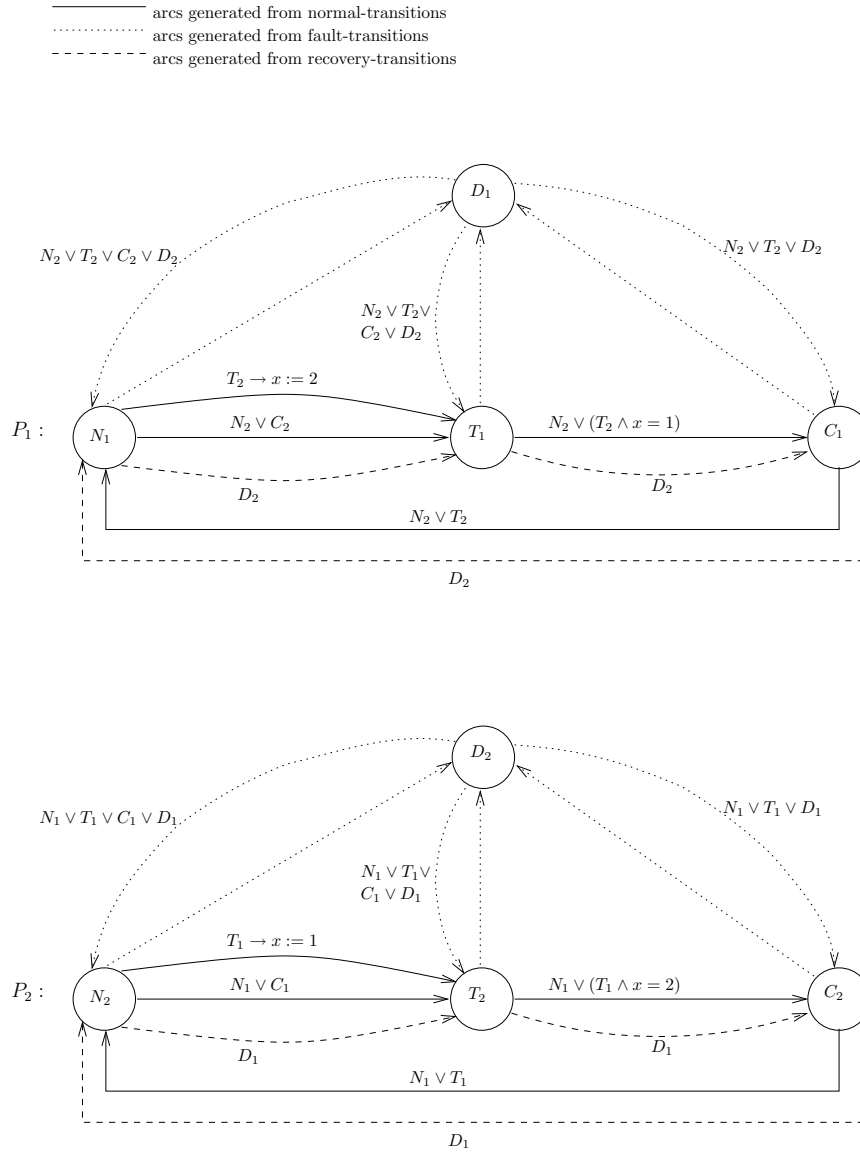 arcs generated from normal-transitions
arcs generated from fault-transitions
arcs generated from recovery-transitions
D₁
N₂ ∨ T₂ ∨ C₂ ∨ D₂
N₂ ∨ T₂ ∨ D₂
N₂ ∨ T₂∨
C₂ ∨ D₂
T₂ → x := 2
P₁ :
N₁
N₂ ∨ C₂
T₁
N₂ ∨ (T₂ ∧ x = 1)
C₁
D₂
D₂
N₂ ∨ T₂
D₂
D₂
N₁ ∨ T₁ ∨ C₁ ∨ D₁
N₁ ∨ T₁ ∨ D₁
N₁ ∨ T₁∨
C₁ ∨ D₁
T₁ → x := 1
P₂ :
N₂
N₁ ∨ C₁
T₂
N₁ ∨ (T₁ ∧ x = 2)
C₂
D₁
D₁
N₁ ∨ T₁
D₁